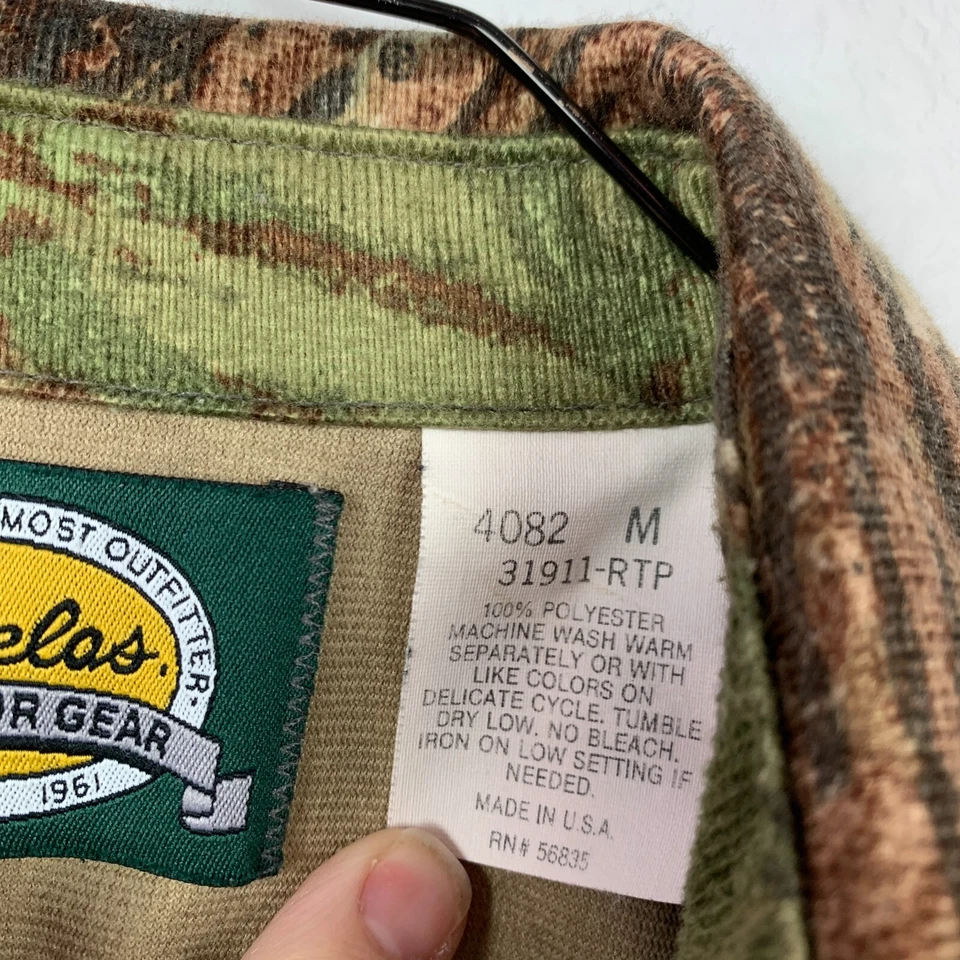 MOST OUTFITTER
elas.
OR GEAR
1961
4082 M
31911-RTP
100% POLYESTER
MACHINE WASH WARM
SEPARATELY OR WITH
LIKE COLORS ON
DELICATE CYCLE. TUMBLE
DRY LOW. NO BLEACH.
IRON ON LOW SETTING IF
NEEDED.
MADE IN U.S.A.
RN# 56835